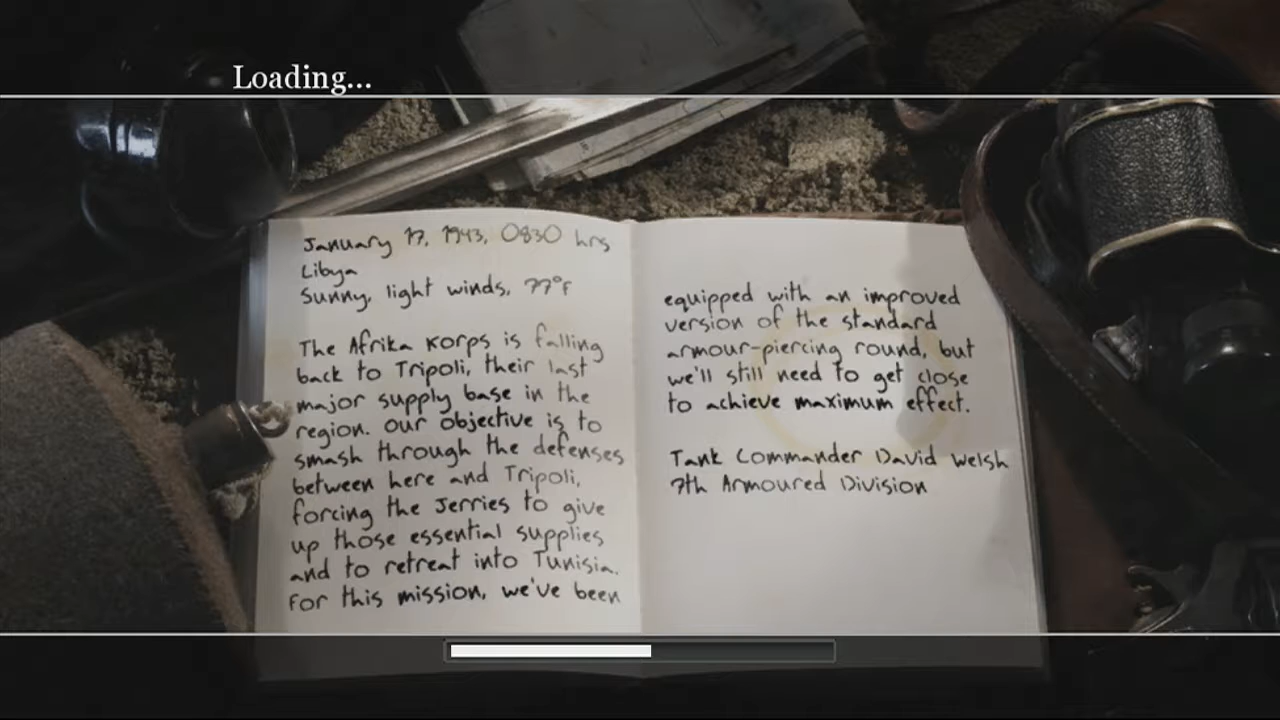 Loading...
January 17, 1943, 0830 hrs
Libya
Sunny, light winds, 77°F
The Afrika Korps is falling
back to Tripoli, their last
major supply base in the
region. Our objective is to
smash through the defenses
between here and Tripoli,
forcing the Jerries to give
up those essential supplies
and to retreat into Tunisia.
For this mission, we've been
equipped with an improved
version of the standard
armour-piercing round, but
we'll still need to get close
to achieve maximum effect.
Tank Commander David Welsh
7th Armoured Division